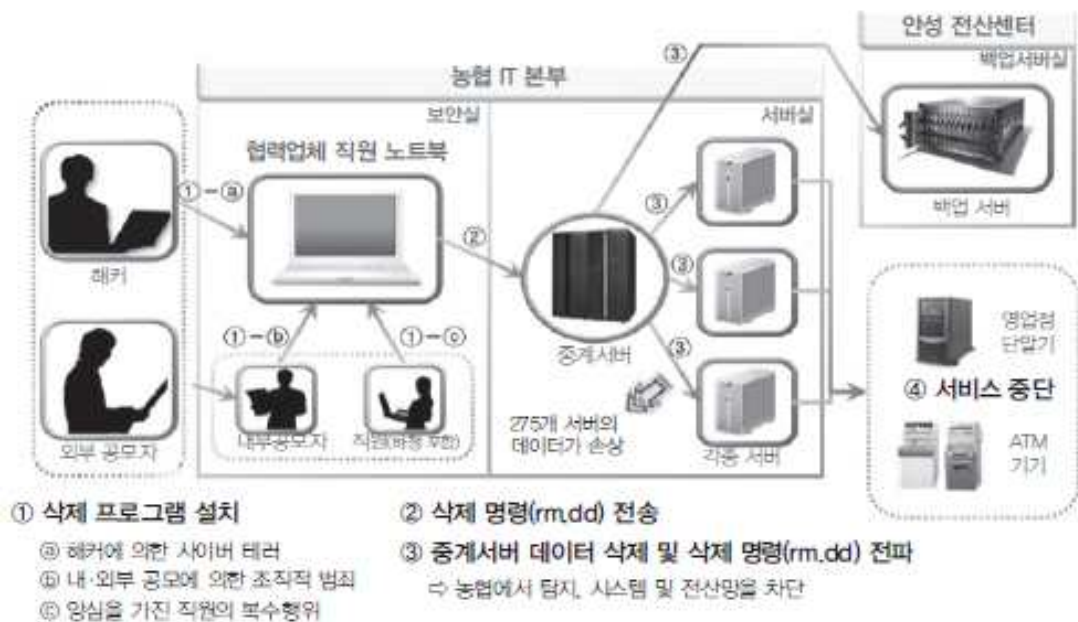 안성 전산센터
백업서버실
농협 IT 본부
보안실
서버실
협력업체 직원 노트북
①-ⓐ
해커
①-ⓑ
①-ⓒ
외부 공모자
내부공모자
직원(하청 포함)
②
③
③
③
③
중계서버
275개 서버의
데이터가 손상
각종 서버
백업 서버
영업점
단말기
④ 서비스 중단
ATM
기기
① 삭제 프로그램 설치
ⓐ 해커에 의한 사이버 테러
ⓑ 내·외부 공모에 의한 조직적 범죄
ⓒ 앙심을 가진 직원의 복수행위
② 삭제 명령(rm.dd) 전송
③ 중계서버 데이터 삭제 및 삭제 명령(rm.dd) 전파
⇨ 농협에서 탐지, 시스템 및 전산망을 차단